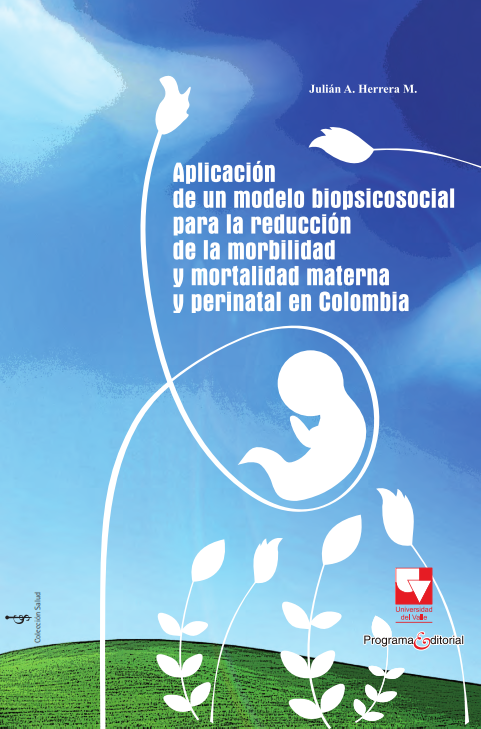 Julián A. Herrera M.
Aplicación
de un modelo biopsicosocial
para la reducción
de la morbilidad
y mortalidad materna
y perinatal en Colombia
Colección Salud
Universidad
del Valle
Programa Editorial